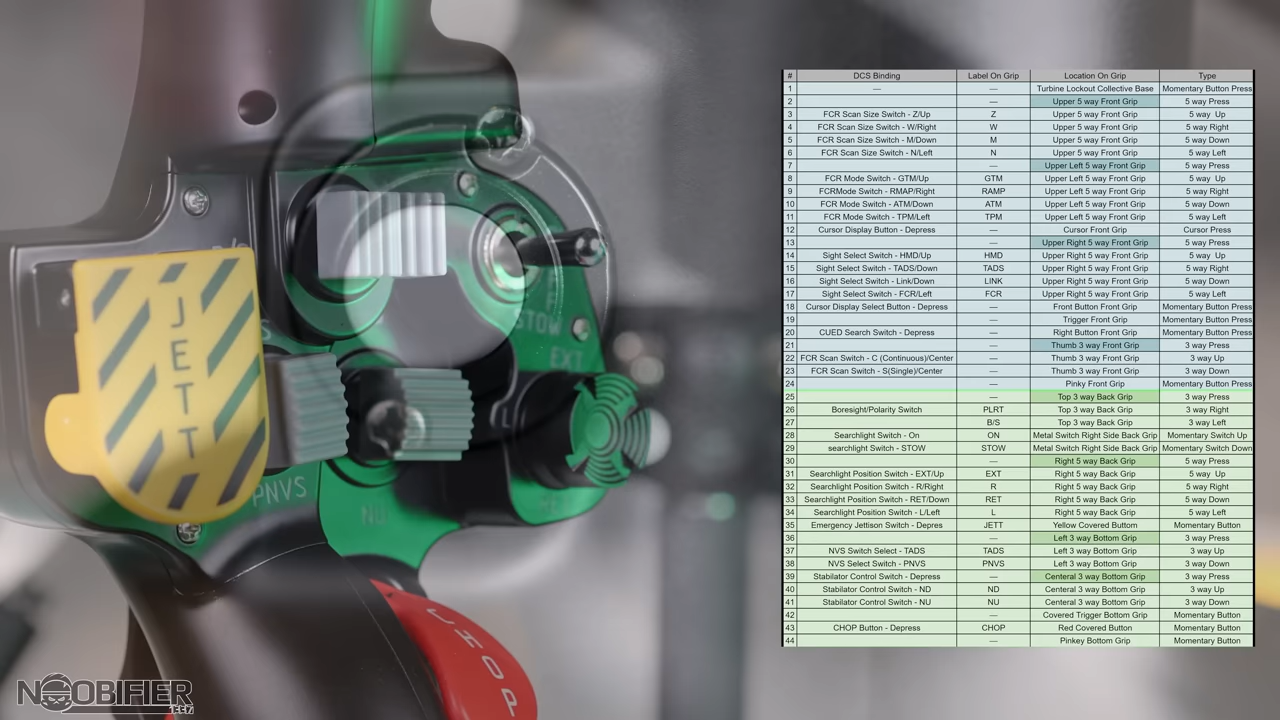 JETT
PNVS
NU
STOW
EXT
L
CHOP
NOOBIFIER
TECH
# DCS Binding Label On Grip Location On Grip Type
1 — — Turbine Lockout Collective Base Momentary Button Press
2 — Upper 5 way Front Grip 5 way Press
3 FCR Scan Size Switch - Z/Up Z Upper 5 way Front Grip 5 way Up
4 FCR Scan Size Switch - W/Right W Upper 5 way Front Grip 5 way Right
5 FCR Scan Size Switch - M/Down M Upper 5 way Front Grip 5 way Down
6 FCR Scan Size Switch - N/Left N Upper 5 way Front Grip 5 way Left
7 — Upper Left 5 way Front Grip 5 way Press
8 FCR Mode Switch - GTM/Up GTM Upper Left 5 way Front Grip 5 way Up
9 FCRMode Switch - RMAP/Right RAMP Upper Left 5 way Front Grip 5 way Right
10 FCR Mode Switch - ATM/Down ATM Upper Left 5 way Front Grip 5 way Down
11 FCR Mode Switch - TPM/Left TPM Upper Left 5 way Front Grip 5 way Left
12 Cursor Display Button - Depress — Cursor Front Grip Cursor Press
13 — Upper Right 5 way Front Grip 5 way Press
14 Sight Select Switch - HMD/Up HMD Upper Right 5 way Front Grip 5 way Up
15 Sight Select Switch - TADS/Down TADS Upper Right 5 way Front Grip 5 way Right
16 Sight Select Switch - Link/Down LINK Upper Right 5 way Front Grip 5 way Down
17 Sight Select Switch - FCR/Left FCR Upper Right 5 way Front Grip 5 way Left
18 Cursor Display Select Button - Depress — Front Button Front Grip Momentary Button Press
19 — Trigger Front Grip Momentary Button Press
20 CUED Search Switch - Depress — Right Button Front Grip Momentary Button Press
21 — Thumb 3 way Front Grip 3 way Press
22 FCR Scan Switch - C (Continuous)/Center — Thumb 3 way Front Grip 3 way Up
23 FCR Scan Switch - S(Single)/Center — Thumb 3 way Front Grip 3 way Down
24 — Pinky Front Grip Momentary Button Press
25 — Top 3 way Back Grip 3 way Press
26 Boresight/Polarity Switch PLRT Top 3 way Back Grip 3 way Right
27 B/S Top 3 way Back Grip 3 way Left
28 Searchlight Switch - On ON Metal Switch Right Side Back Grip Momentary Switch Up
29 searchlight Switch - STOW STOW Metal Switch Right Side Back Grip Momentary Switch Down
30 — Right 5 way Back Grip 5 way Press
31 Searchlight Position Switch - EXT/Up EXT Right 5 way Back Grip 5 way Up
32 Searchlight Position Switch - R/Right R Right 5 way Back Grip 5 way Right
33 Searchlight Position Switch - RET/Down RET Right 5 way Back Grip 5 way Down
34 Searchlight Position Switch - L/Left L Right 5 way Back Grip 5 way Left
35 Emergency Jettison Switch - Depres JETT Yellow Covered Buttom Momentary Button
36 — Left 3 way Bottom Grip 3 way Press
37 NVS Switch Select - TADS TADS Left 3 way Bottom Grip 3 way Up
38 NVS Select Switch - PNVS PNVS Left 3 way Bottom Grip 3 way Down
39 Stabilator Control Switch - Depress — Centeral 3 way Bottom Grip 3 way Press
40 Stabilator Control Switch - ND ND Centeral 3 way Bottom Grip 3 way Up
41 Stabilator Control Switch - NU NU Centeral 3 way Bottom Grip 3 way Down
42 — Covered Trigger Bottom Grip Momentary Button
43 CHOP Button - Depress CHOP Red Covered Button Momentary Button
44 — Pinkey Bottom Grip Momentary Button